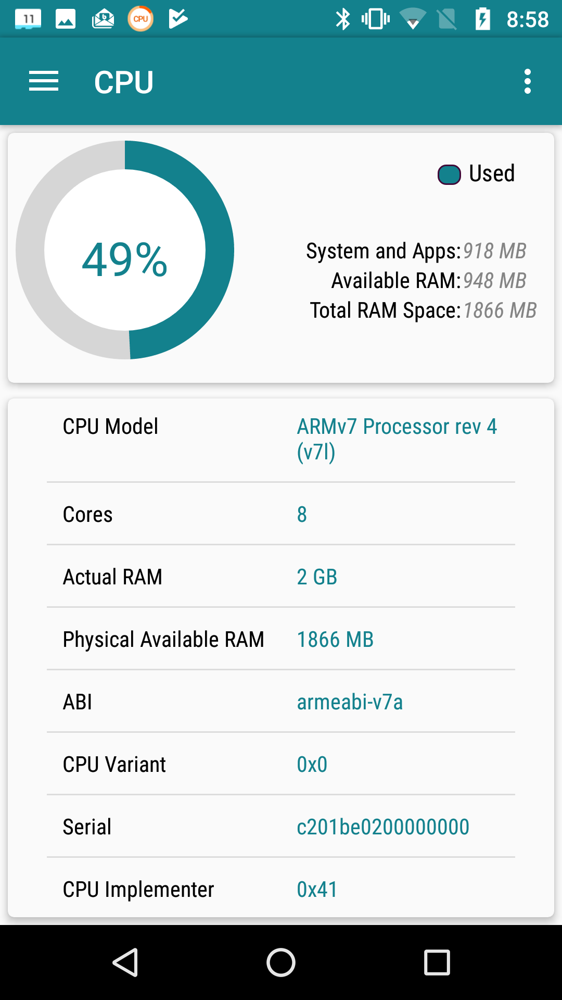 11
CPU
8:58
CPU
49%
Used
System and Apps: 918 MB
Available RAM: 948 MB
Total RAM Space: 1866 MB
CPU Model ARMv7 Processor rev 4
(v7l)
Cores 8
Actual RAM 2 GB
Physical Available RAM 1866 MB
ABI armeabi-v7a
CPU Variant 0x0
Serial c201be0200000000
CPU Implementer 0x41